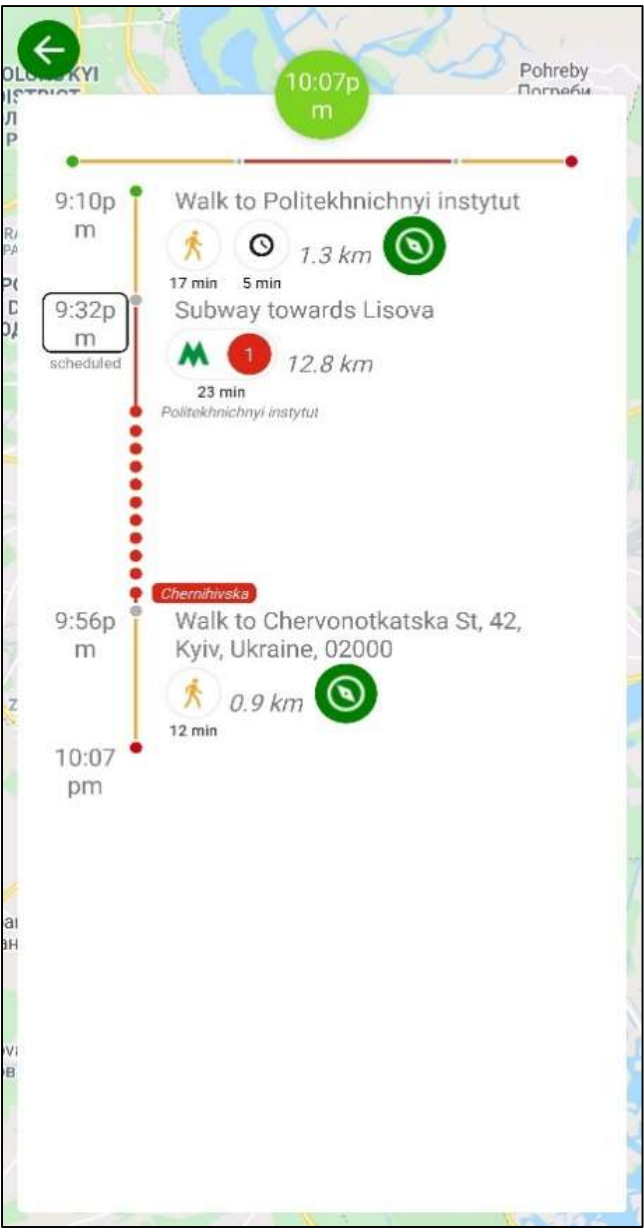 OLO
KYI
Pohreby
Погреби
10:07p
m
9:10p
m
Walk to Politekhnichnyi instytut
1.3 km
17 min
5 min
9:32p
m
scheduled
Subway towards Lisova
1
12.8 km
23 min
Politekhnichnyi instytut
Chernihivska
9:56p
m
Walk to Chervonotkatska St, 42,
Kyiv, Ukraine, 02000
0.9 km
12 min
10:07
pm